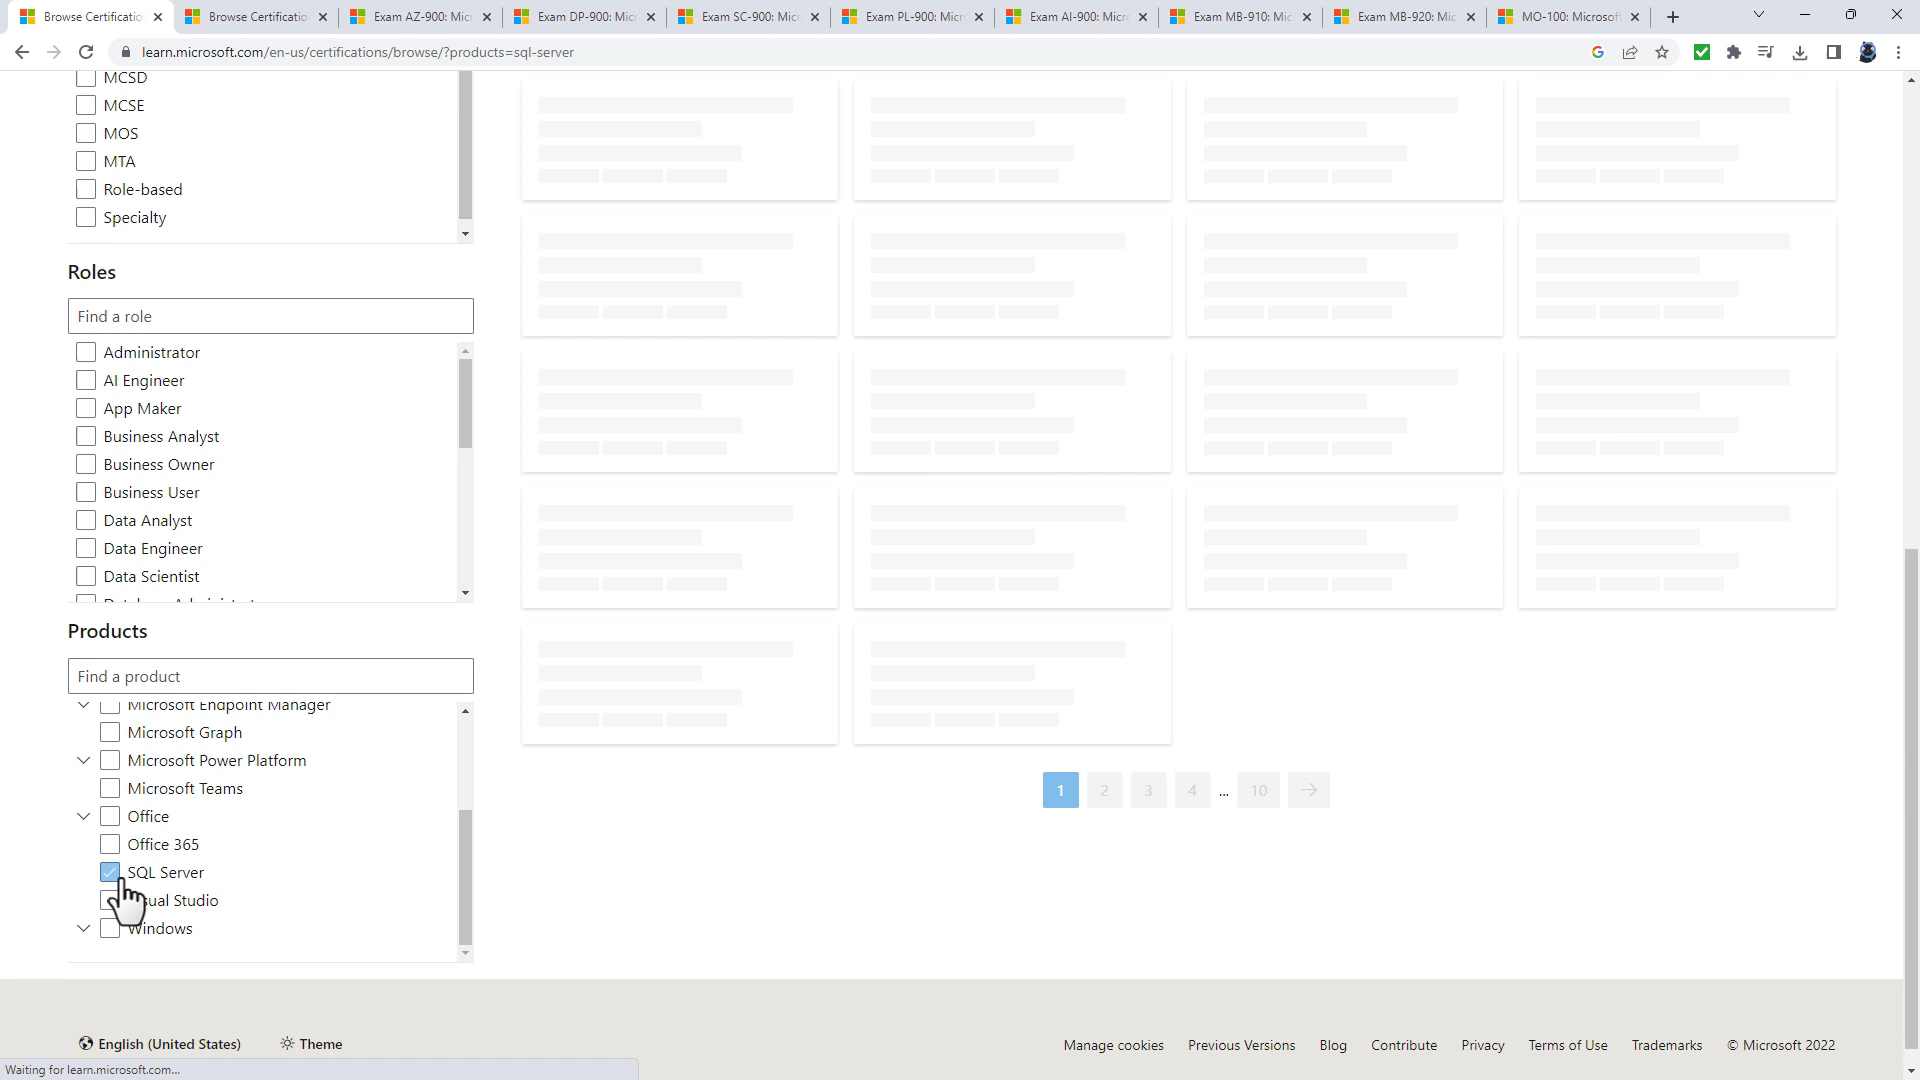 Browse Certificatio
Browse Certificatio
Exam AZ-900: Micr
Exam DP-900: Micr
Exam SC-900: Micr
Exam PL-900: Micr
Exam AI-900: Micr
Exam MB-910: Mic
Exam MB-920: Mic
MO-100: Microsoft
learn.microsoft.com/en-us/certifications/browse/?products=sql-server
MCSD
MCSE
MOS
MTA
Role-based
Specialty
Roles
Find a role
Administrator
AI Engineer
App Maker
Business Analyst
Business Owner
Business User
Data Analyst
Data Engineer
Data Scientist
Products
Find a product
Microsoft Endpoint Manager
Microsoft Graph
Microsoft Power Platform
Microsoft Teams
Office
Office 365
SQL Server
sual Studio
Windows
1 2 3 4 ... 10
English (United States) Theme
Manage cookies Previous Versions Blog Contribute Privacy Terms of Use Trademarks © Microsoft 2022
Waiting for learn.microsoft.com...